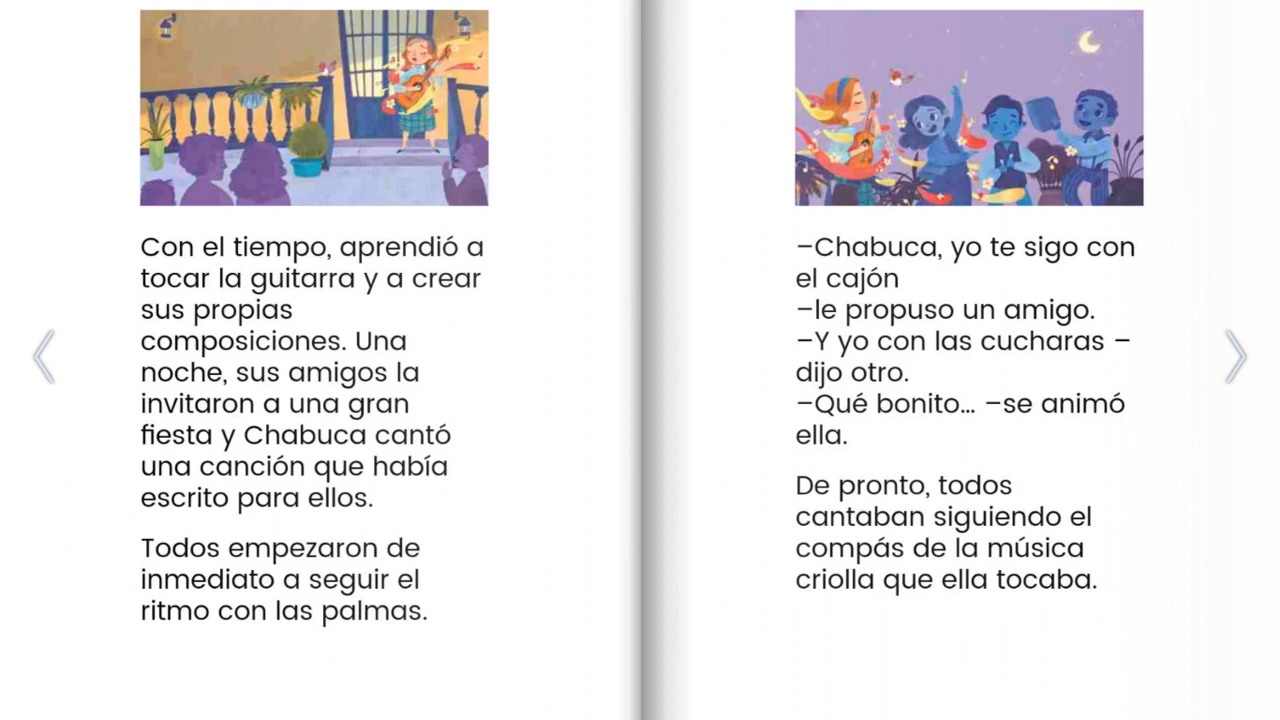 Con el tiempo, aprendió a
tocar la guitarra y a crear
sus propias
composiciones. Una
noche, sus amigos la
invitaron a una gran
fiesta y Chabuca cantó
una canción que había
escrito para ellos.
Todos empezaron de
inmediato a seguir el
ritmo con las palmas.
–Chabuca, yo te sigo con
el cajón
–le propuso un amigo.
–Y yo con las cucharas –
dijo otro.
–Qué bonito... –se animó
ella.
De pronto, todos
cantaban siguiendo el
compás de la música
criolla que ella tocaba.